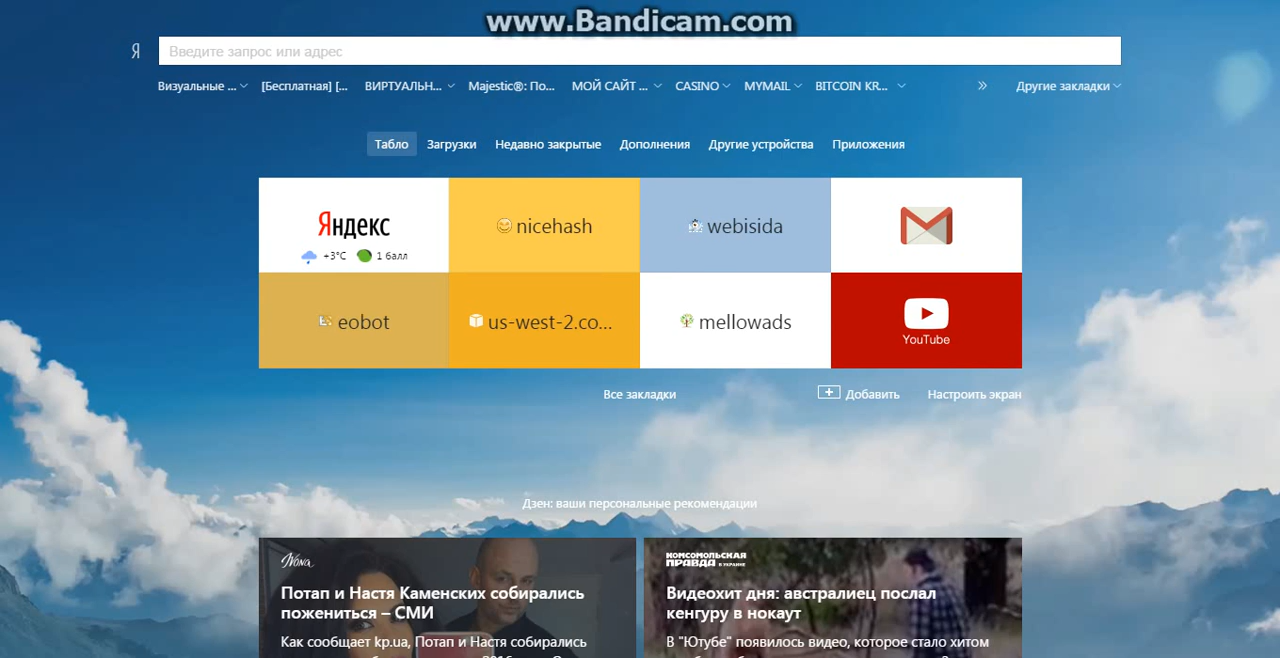 www.Bandicam.com
Я Введите запрос или адрес
Визуальные ... [Бесплатная] [... ВИРТУАЛЬН... Majestic®: По... МОЙ САЙТ ... CASINO MYMAIL BITCOIN KR... » Другие закладки
Табло Загрузки Недавно закрытые Дополнения Другие устройства Приложения
Яндекс nicehash webisida
+3°C 1 балл
eobot us-west-2.co... mellowads YouTube
Все закладки Добавить Настроить экран
Дзен: ваши персональные рекомендации
Nona
Потап и Настя Каменских собирались
пожениться – СМИ
Как сообщает kp.ua, Потап и Настя собирались
КОМСОМОЛЬСКАЯ
ПРАВДА В УКРАИНЕ
Видеохит дня: австралиец послал
кенгуру в нокаут
В "Ютубе" появилось видео, которое стало хитом